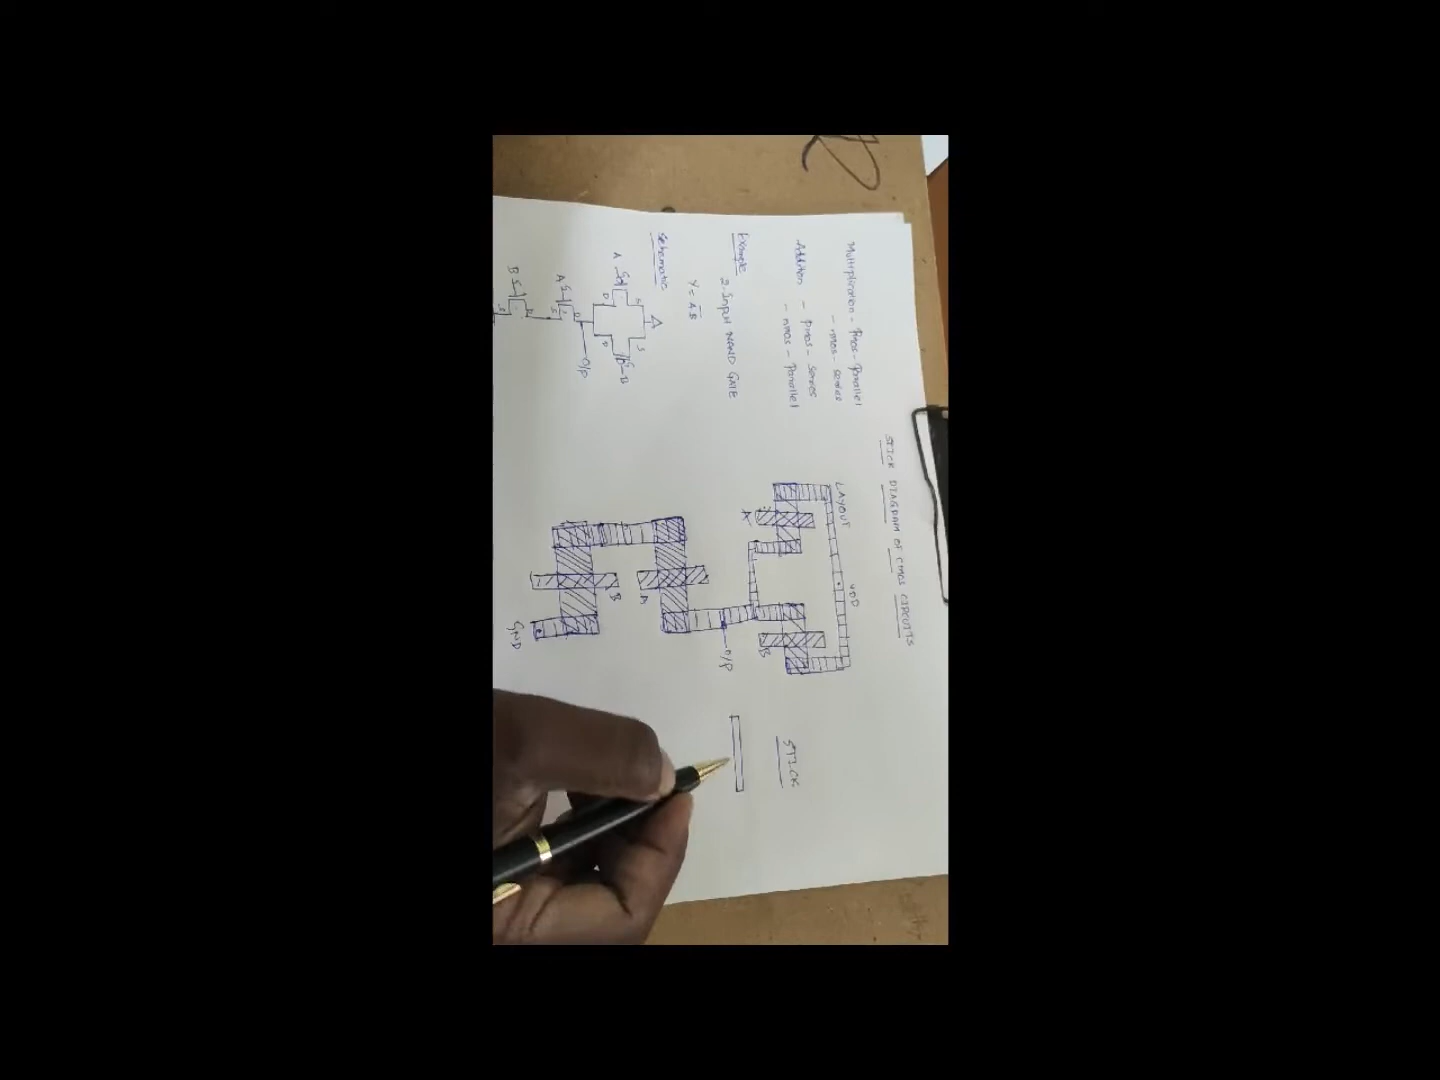 STICK DIAGRAM OF CMOS CIRCUITS
Multiplication - Pmos - Parallel
- nmos - series
Addition - Pmos - series
- nmos - Parallel
Example
2-Input NAND GATE
Y = A.B
Schematic
S S
A G G B
D D
O/P
A G D
S
B G D
S
LAYOUT
VDD
A
B
O/P
A
B
GND
STICK